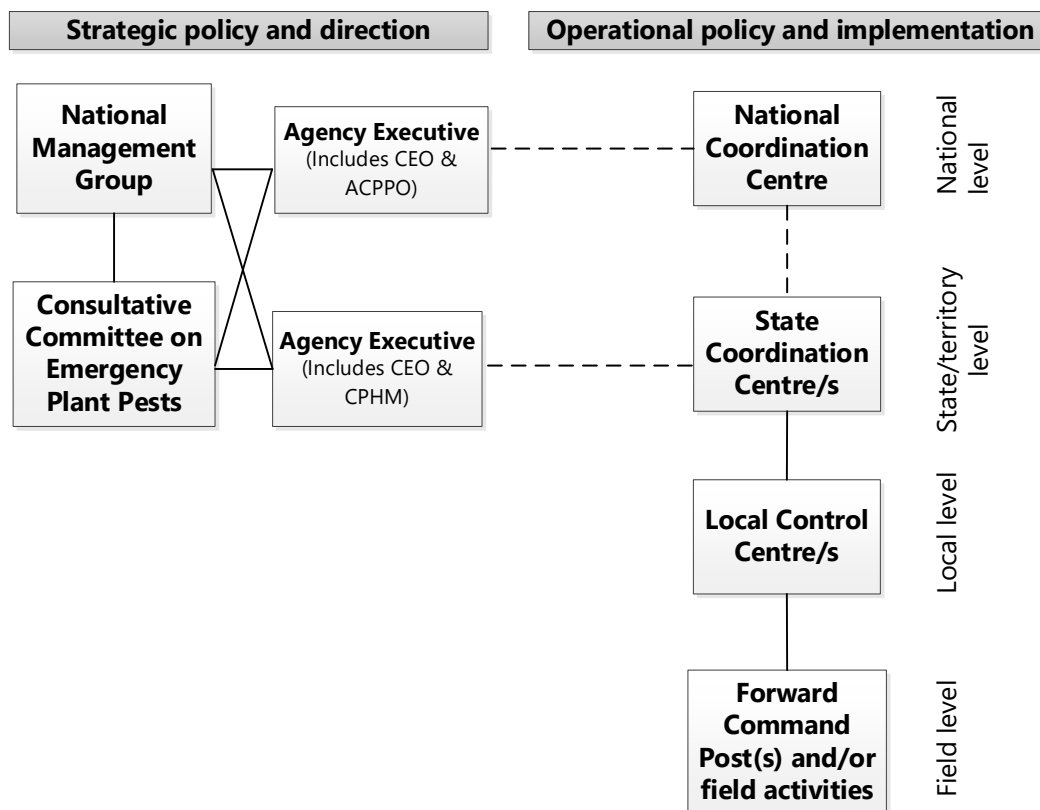 Strategic policy and direction
Operational policy and implementation
National
Management
Group
Agency Executive
(Includes CEO &
ACPPO)
National
Coordination
Centre
National
level
Consultative
Committee on
Emergency
Plant Pests
Agency Executive
(Includes CEO &
CPHM)
State
Coordination
Centre/s
State/territory
level
Local Control
Centre/s
Local level
Forward
Command
Post(s) and/or
field activities
Field level